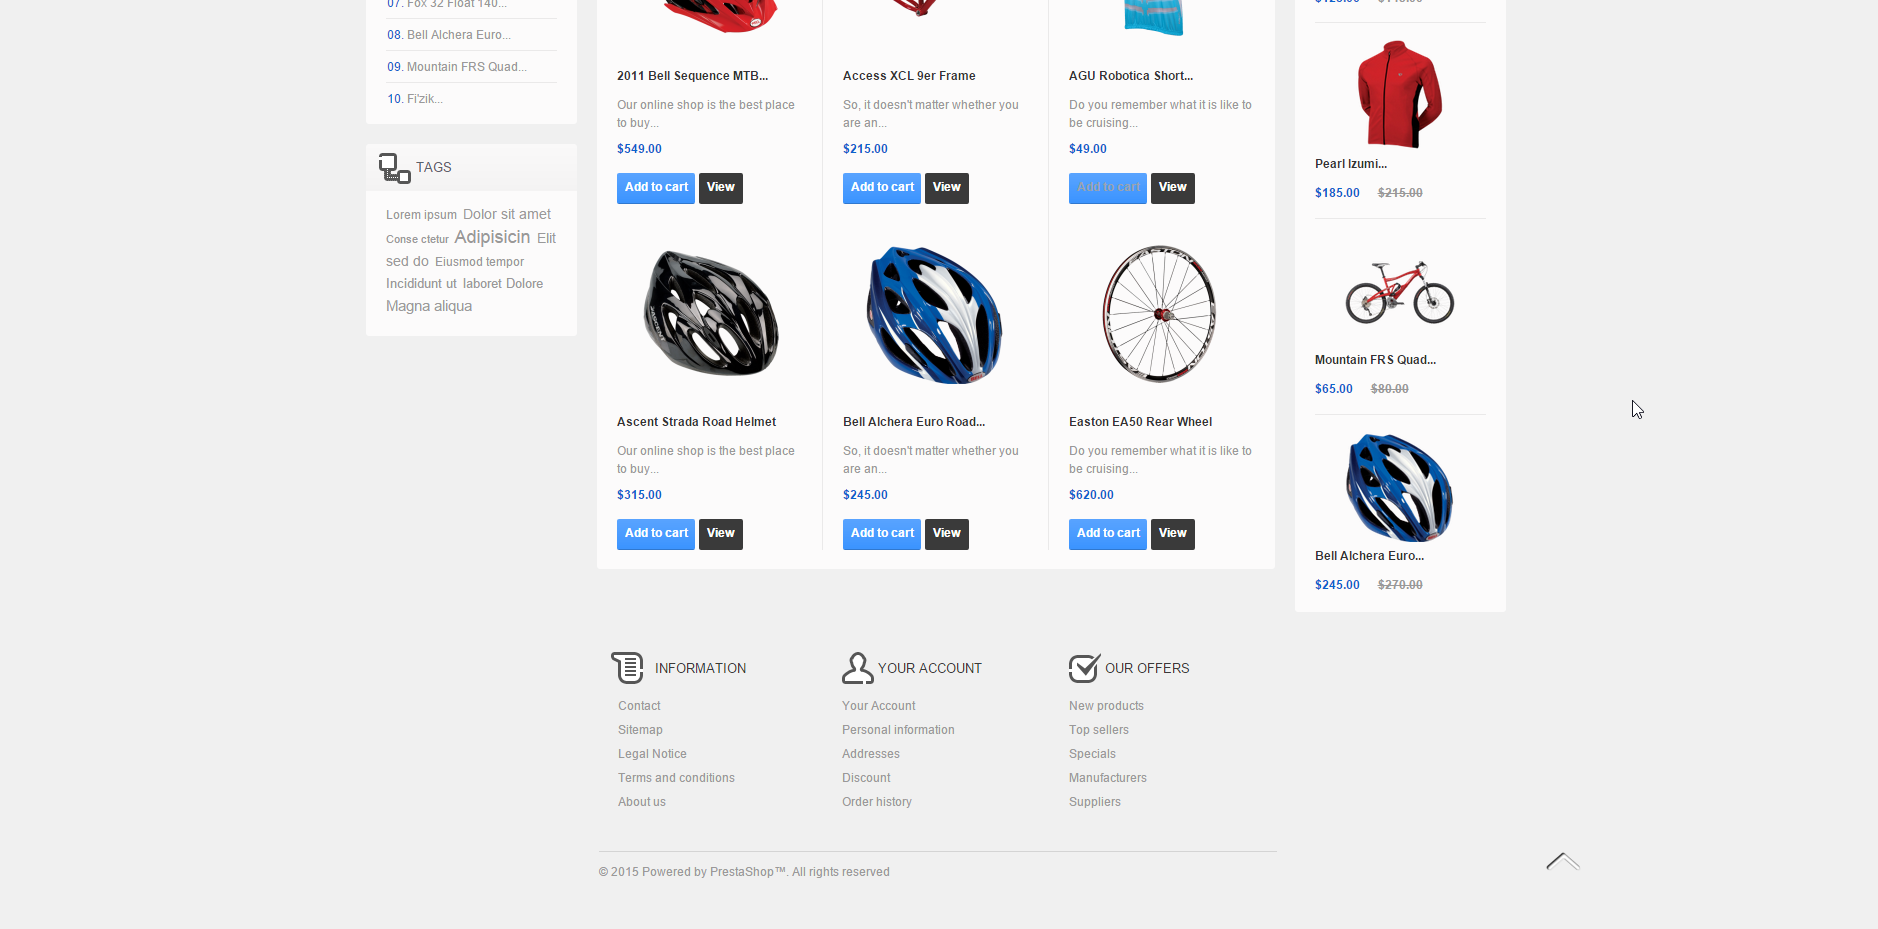 07. Fox 32 Float 140...
08. Bell Alchera Euro...
09. Mountain FRS Quad...
10. Fi'zik...
TAGS
Lorem ipsum Dolor sit amet
Conse ctetur Adipisicin Elit
sed do Eiusmod tempor
Incididunt ut laboret Dolore
Magna aliqua
2011 Bell Sequence MTB...
Our online shop is the best place
to buy...
$549.00
Add to cart View
Access XCL 9er Frame
So, it doesn't matter whether you
are an...
$215.00
Add to cart View
AGU Robotica Short...
Do you remember what it is like to
be cruising...
$49.00
Add to cart View
Ascent Strada Road Helmet
Our online shop is the best place
to buy...
$315.00
Add to cart View
Bell Alchera Euro Road...
So, it doesn't matter whether you
are an...
$245.00
Add to cart View
EASTON
Easton EA50 Rear Wheel
Do you remember what it is like to
be cruising...
$620.00
Add to cart View
Pearl Izumi...
$185.00 $215.00
Mountain FRS Quad...
$65.00 $80.00
Bell Alchera Euro...
$245.00 $270.00
INFORMATION
Contact
Sitemap
Legal Notice
Terms and conditions
About us
YOUR ACCOUNT
Your Account
Personal information
Addresses
Discount
Order history
OUR OFFERS
New products
Top sellers
Specials
Manufacturers
Suppliers
© 2015 Powered by PrestaShop™. All rights reserved